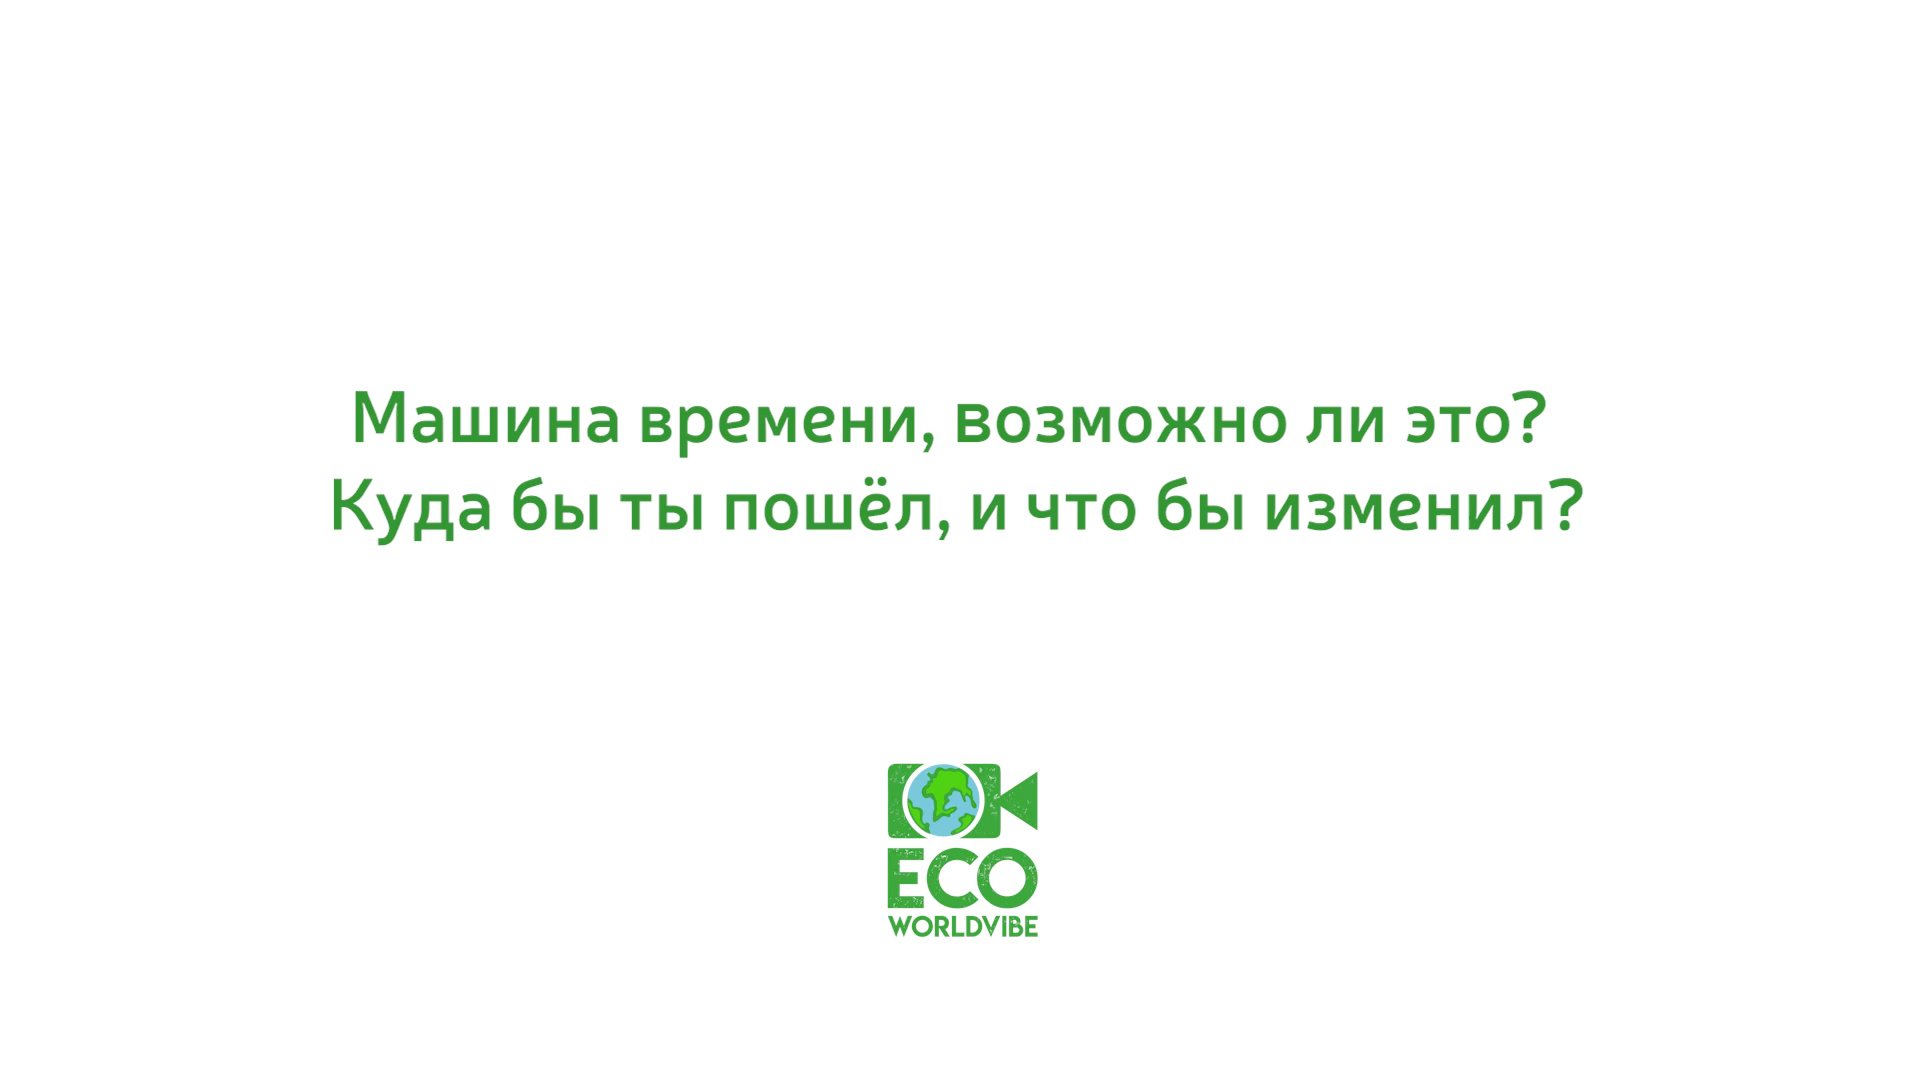 Машина времени, возможно ли это?
Куда бы ты пошёл, и что бы изменил?
ECO
WORLDVIBE